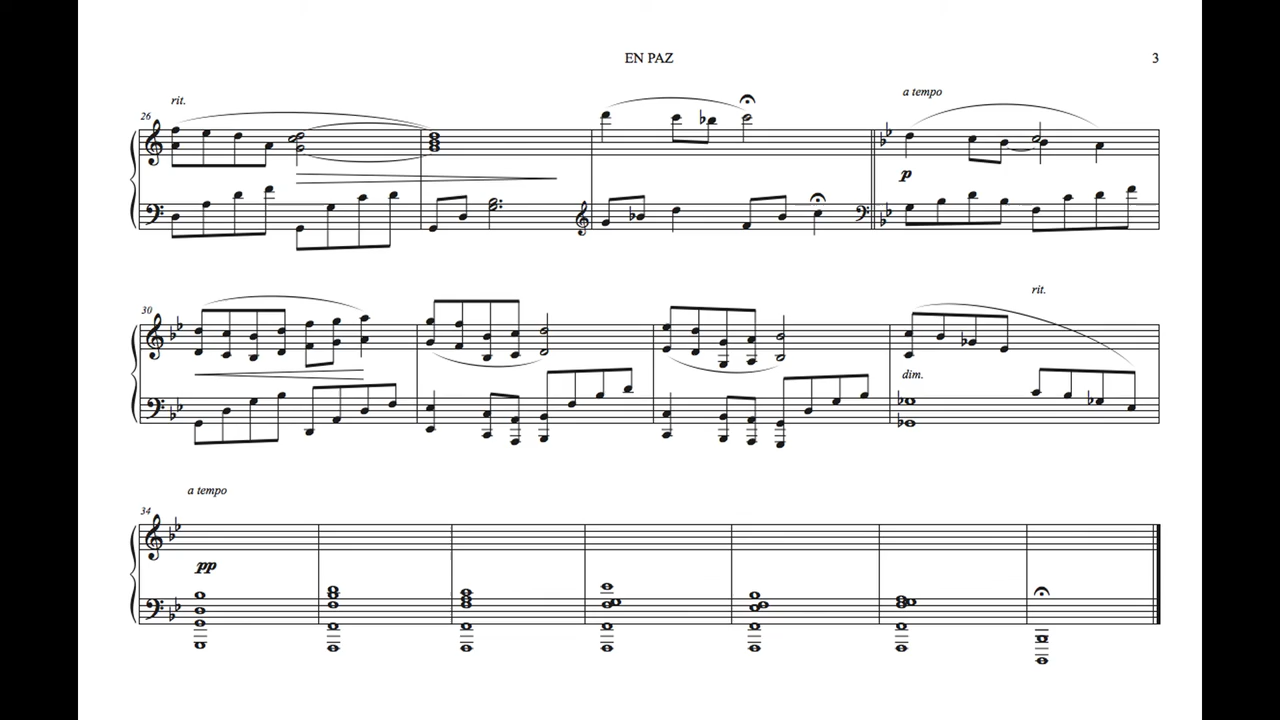 EN PAZ 3
rit. a tempo
26
p
30 rit.
dim.
a tempo
34
pp